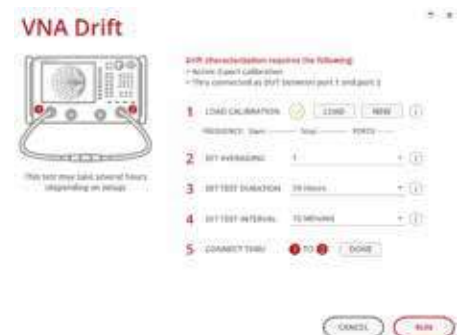 VNA Drift
Drift characterization requires the following:
- Active Expert calibration
- Thru connected as DUT between port 1 and port 2
1 LOAD CALIBRATION LOAD NEW
FREQUENCY Start: Stop: PORTS:
2 SET AVERAGING 1
3 SET TEST DURATION 24 Hours
4 SET TEST INTERVAL 10 Minutes
5 CONNECT THRU 1 TO 2 DONE
This test may take several hours
(depending on setup)
CANCEL RUN